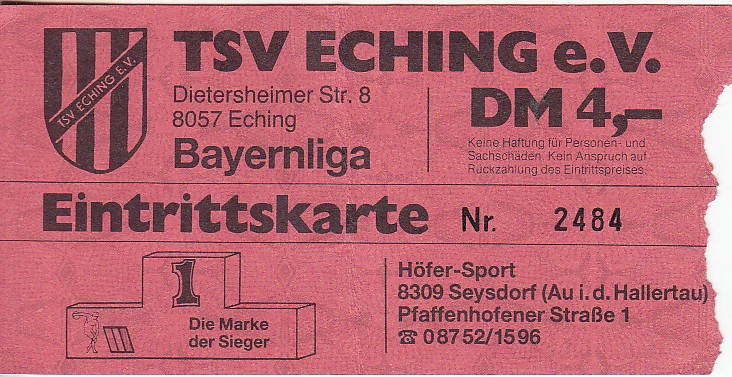 TSV ECHING e.V.
TSV ECHING E.V.
Dietersheimer Str. 8
8057 Eching
Bayernliga
DM 4,–
Keine Haftung für Personen- und
Sachschäden. Kein Anspruch auf
Rückzahlung des Eintrittspreises.
Eintrittskarte Nr. 2484
1
Die Marke
der Sieger
Höfer-Sport
8309 Seysdorf (Au i. d. Hallertau)
Pfaffenhofener Straße 1
☎ 08752/1596